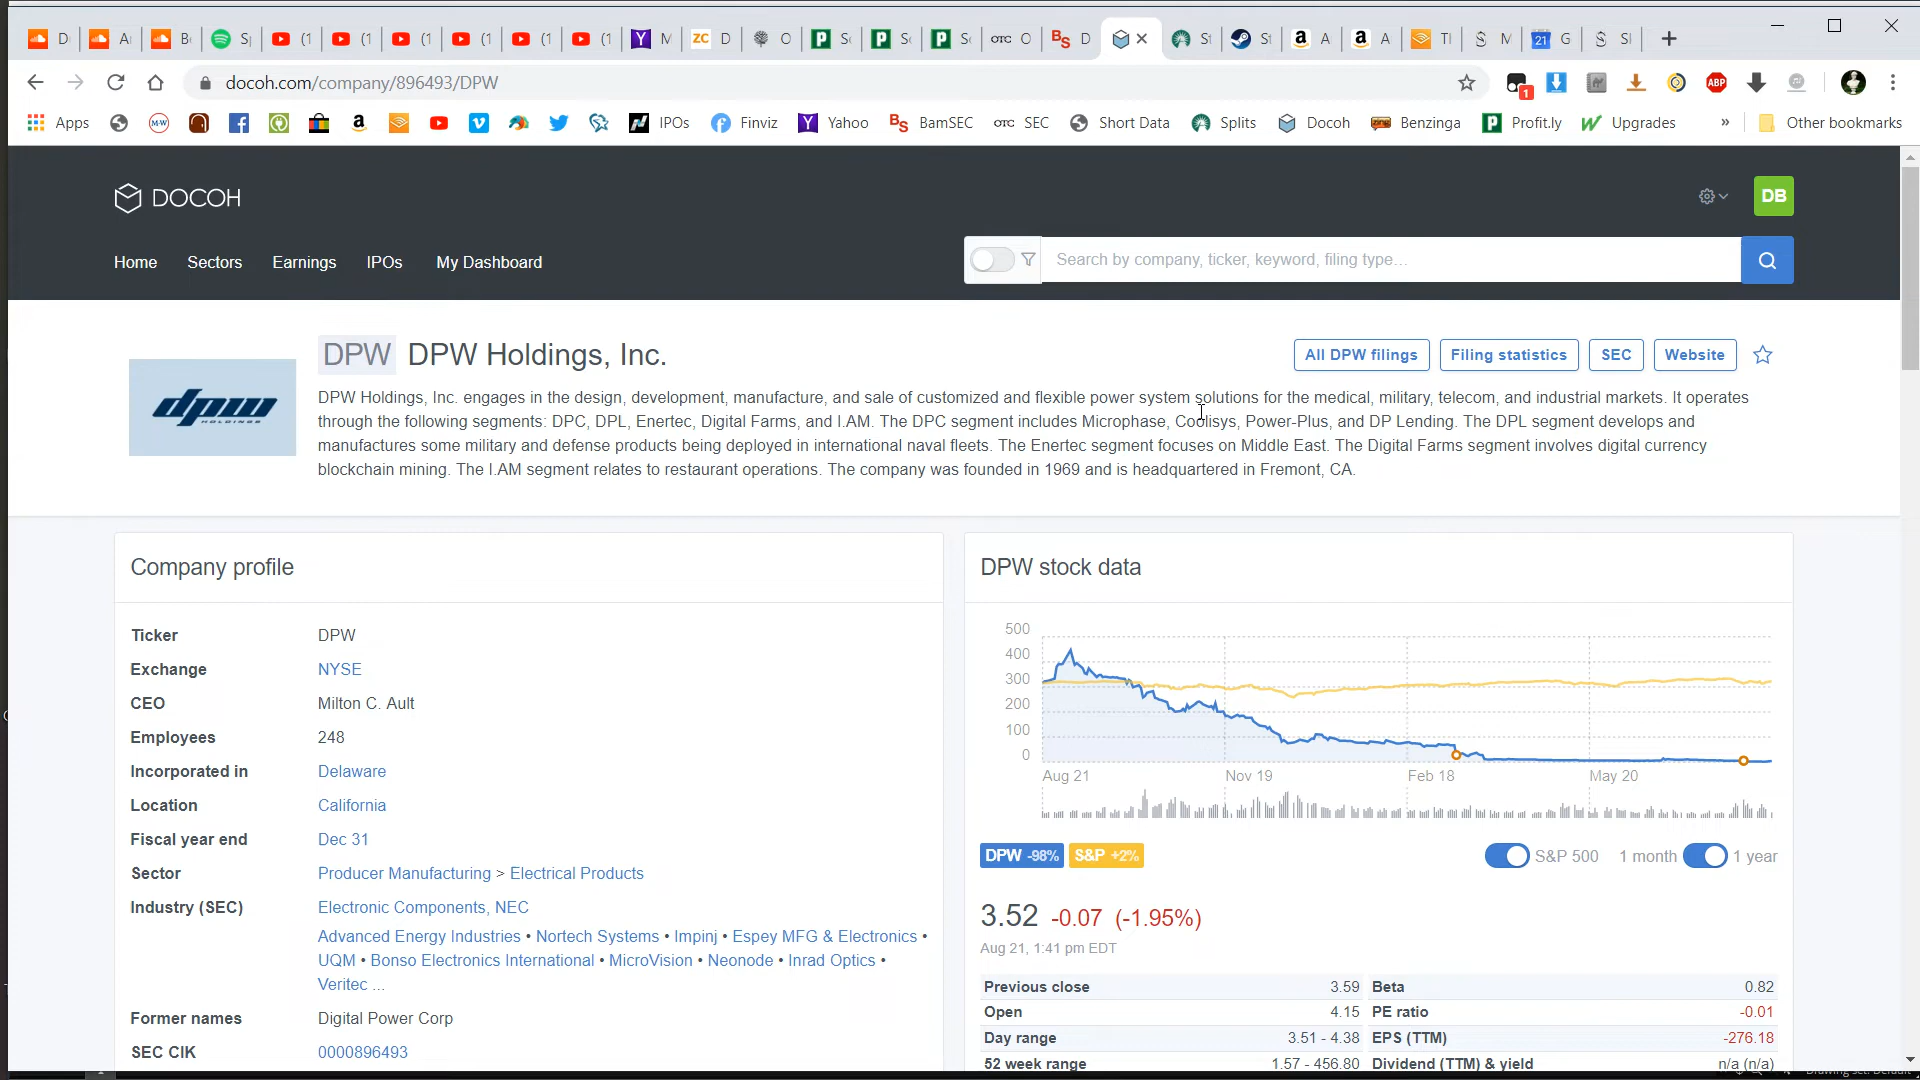 docoh.com/company/896493/DPW
1
ABP
Apps
IPOs
Finviz
Yahoo
BamSEC
SEC
Short Data
Splits
Docoh
Benzinga
Profit.ly
Upgrades
»
Other bookmarks
DOCOH
DB
Home Sectors Earnings IPOs My Dashboard
Search by company, ticker, keyword, filing type...
DPW DPW Holdings, Inc.
All DPW filings Filing statistics SEC Website
dpw
HOLDINGS
DPW Holdings, Inc. engages in the design, development, manufacture, and sale of customized and flexible power system solutions for the medical, military, telecom, and industrial markets. It operates
through the following segments: DPC, DPL, Enertec, Digital Farms, and I.AM. The DPC segment includes Microphase, Coolisys, Power-Plus, and DP Lending. The DPL segment develops and
manufactures some military and defense products being deployed in international naval fleets. The Enertec segment focuses on Middle East. The Digital Farms segment involves digital currency
blockchain mining. The I.AM segment relates to restaurant operations. The company was founded in 1969 and is headquartered in Fremont, CA.
Company profile
Ticker DPW
Exchange NYSE
CEO Milton C. Ault
Employees 248
Incorporated in Delaware
Location California
Fiscal year end Dec 31
Sector Producer Manufacturing > Electrical Products
Industry (SEC) Electronic Components, NEC
Advanced Energy Industries • Nortech Systems • Impinj • Espey MFG & Electronics •
UQM • Bonso Electronics International • MicroVision • Neonode • Inrad Optics •
Veritec ...
Former names Digital Power Corp
SEC CIK 0000896493
DPW stock data
500
400
300
200
100
0
Aug 21 Nov 19 Feb 18 May 20
DPW -98% S&P +2%
S&P 500 1 month 1 year
3.52 -0.07 (-1.95%)
Aug 21, 1:41 pm EDT
Previous close 3.59 Beta 0.82
Open 4.15 PE ratio -0.01
Day range 3.51 - 4.38 EPS (TTM) -276.18
52 week range 1.57 - 456.80 Dividend (TTM) & yield n/a (n/a)